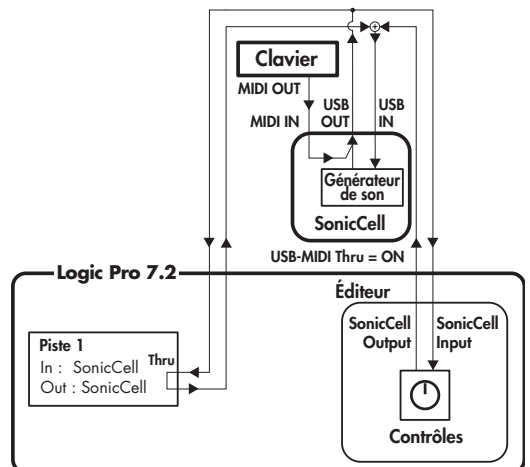 Clavier
MIDI OUT
MIDI IN
USB
OUT
USB
IN
Générateur
de son
SonicCell
USB-MIDI Thru = ON
Logic Pro 7.2
Éditeur
SonicCell
Output
SonicCell
Input
Piste 1
In : SonicCell
Out : SonicCell
Thru
Contrôles